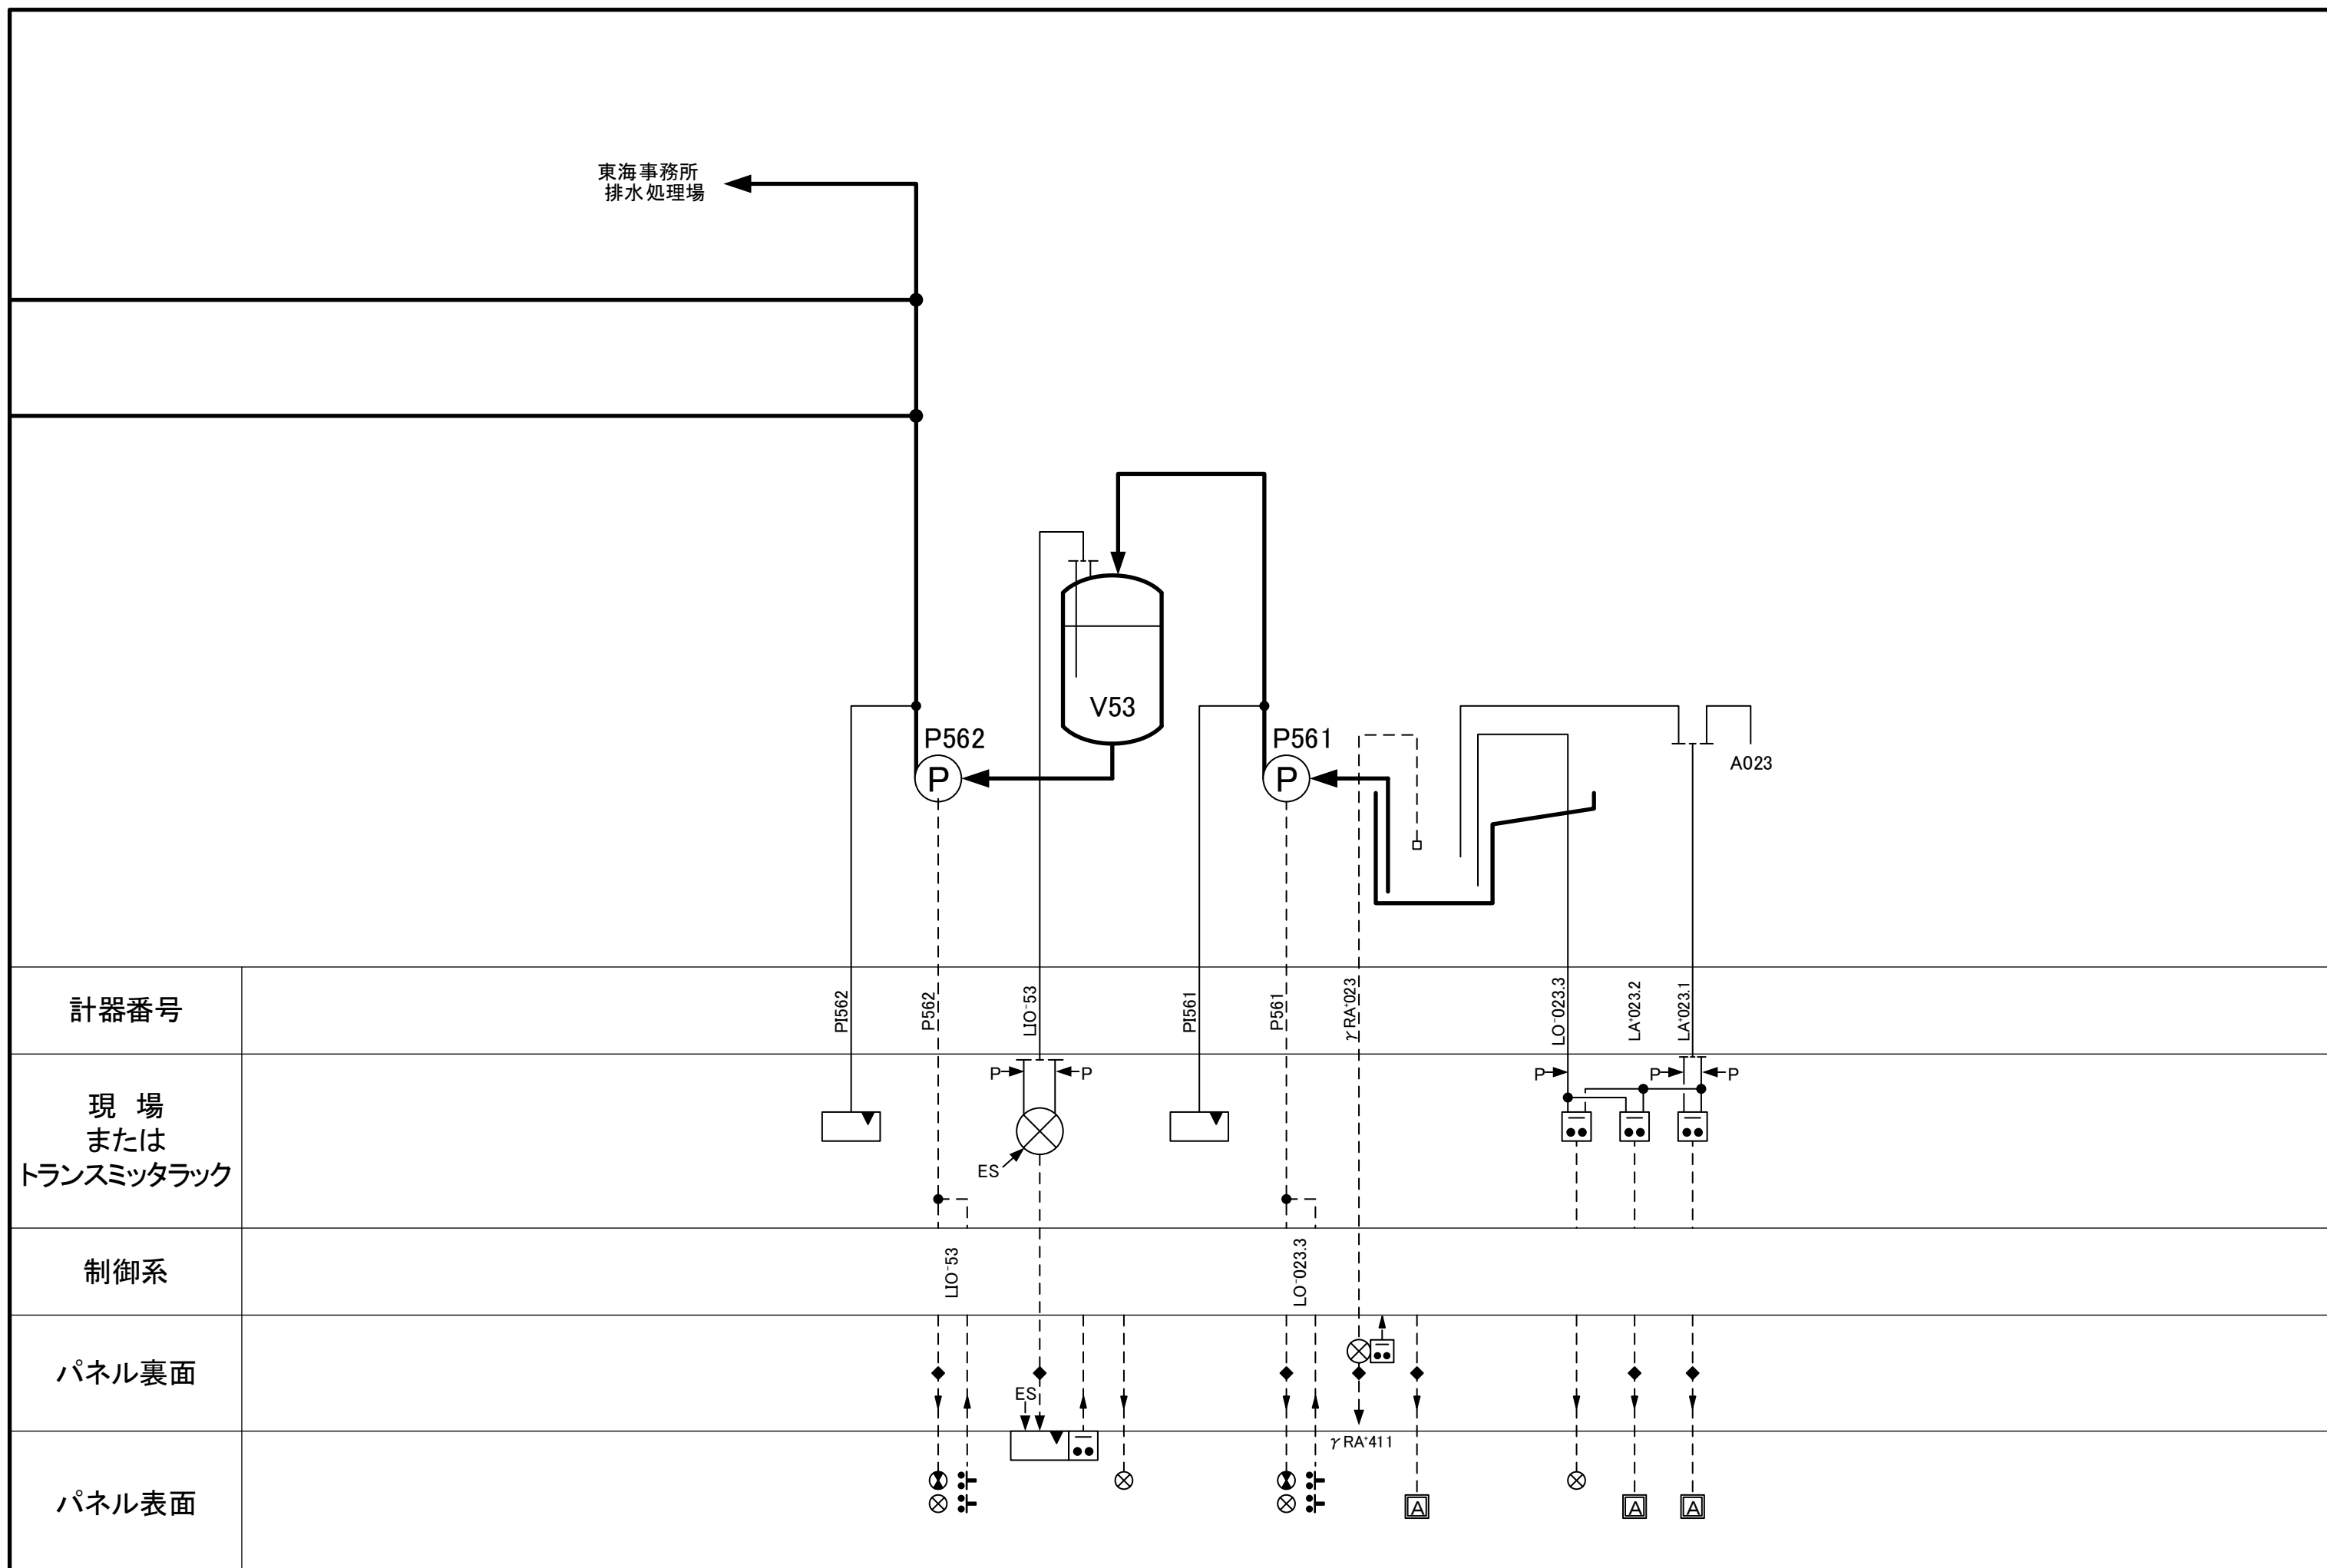 東海事務所
排水処理場
V53
P562
P561
P
P
A023
計器番号
PI562
P562
LIO⁻53
PI561
P561
γRA⁺023
LO⁻023.3
LA⁺023.2
LA⁺023.1
現 場
または
トランスミッタラック
P
P
P
P
P
ES
制御系
LIO⁻53
LO⁻023.3
パネル裏面
ES
パネル表面
γRA⁺411
A
A
A